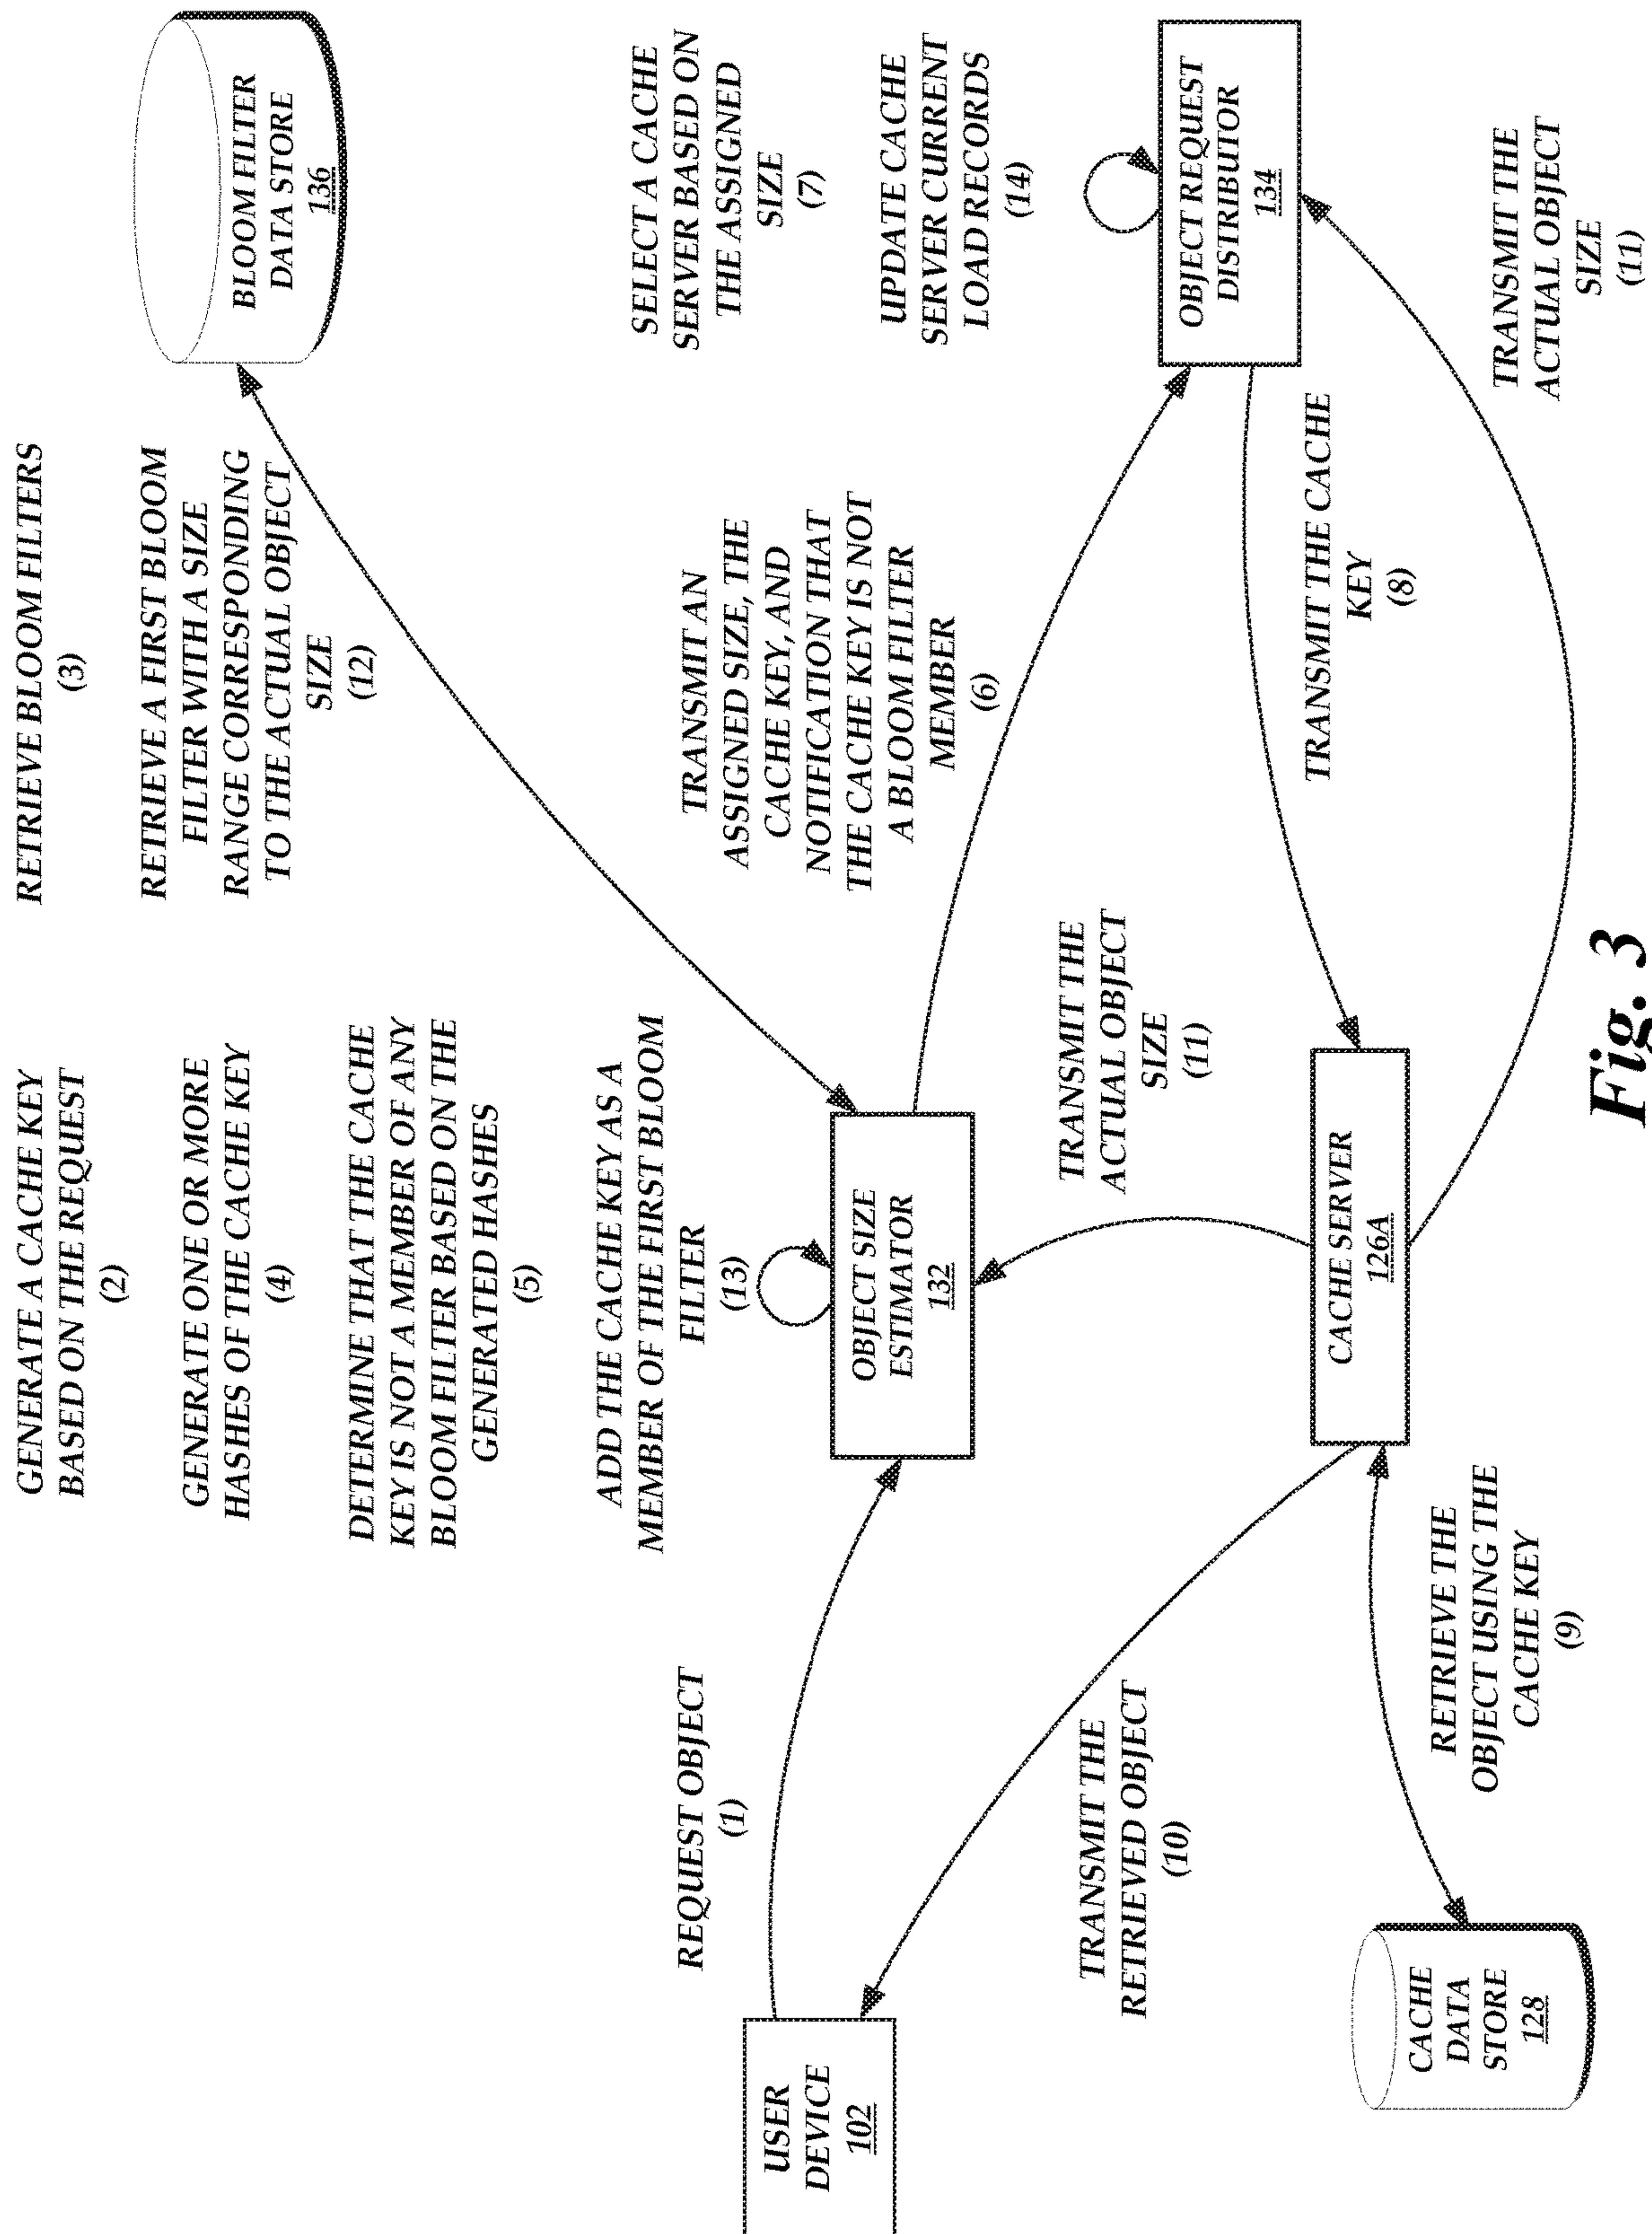 GENERATE A CACHE KEY
BASED ON THE REQUEST
(2)
GENERATE ONE OR MORE
HASHES OF THE CACHE KEY
(4)
DETERMINE THAT THE CACHE
KEY IS NOT A MEMBER OF ANY
BLOOM FILTER BASED ON THE
GENERATED HASHES
(5)
ADD THE CACHE KEY AS A
MEMBER OF THE FIRST BLOOM
FILTER
(13)
RETRIEVE BLOOM FILTERS
(3)
RETRIEVE A FIRST BLOOM
FILTER WITH A SIZE
RANGE CORRESPONDING
TO THE ACTUAL OBJECT
SIZE
(12)
BLOOM FILTER
DATA STORE
136
REQUEST OBJECT
(1)
TRANSMIT AN
ASSIGNED SIZE, THE
CACHE KEY, AND
NOTIFICATION THAT
THE CACHE KEY IS NOT
A BLOOM FILTER
MEMBER
(6)
SELECT A CACHE
SERVER BASED ON
THE ASSIGNED
SIZE
(7)
UPDATE CACHE
SERVER CURRENT
LOAD RECORDS
(14)
USER
DEVICE
102
OBJECT SIZE
ESTIMATOR
132
OBJECT REQUEST
DISTRIBUTOR
134
TRANSMIT THE
RETRIEVED OBJECT
(10)
TRANSMIT THE
ACTUAL OBJECT
SIZE
(11)
TRANSMIT THE CACHE
KEY
(8)
CACHE
DATA
STORE
128
RETRIEVE THE
OBJECT USING THE
CACHE KEY
(9)
CACHE SERVER
126A
TRANSMIT THE
ACTUAL OBJECT
SIZE
(11)
Fig. 3